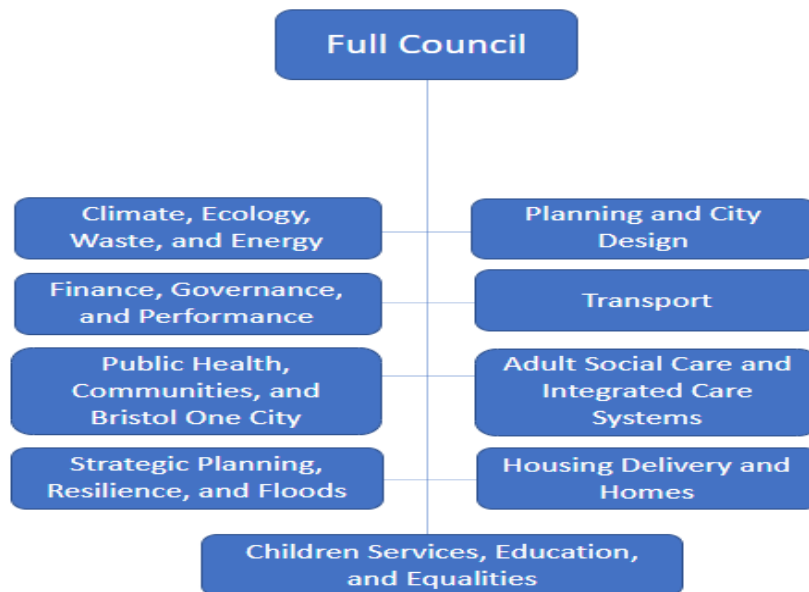 Full Council
Climate, Ecology,
Waste, and Energy
Planning and City
Design
Finance, Governance,
and Performance
Transport
Public Health,
Communities, and
Bristol One City
Adult Social Care and
Integrated Care
Systems
Strategic Planning,
Resilience, and Floods
Housing Delivery and
Homes
Children Services, Education,
and Equalities